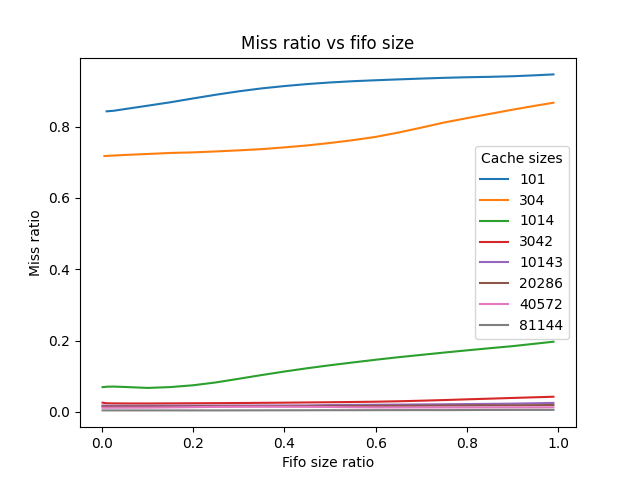 Miss ratio vs fifo size
Miss ratio
0.8
0.6
0.4
0.2
0.0
Cache sizes
101
304
1014
3042
10143
20286
40572
81144
0.0 0.2 0.4 0.6 0.8 1.0
Fifo size ratio